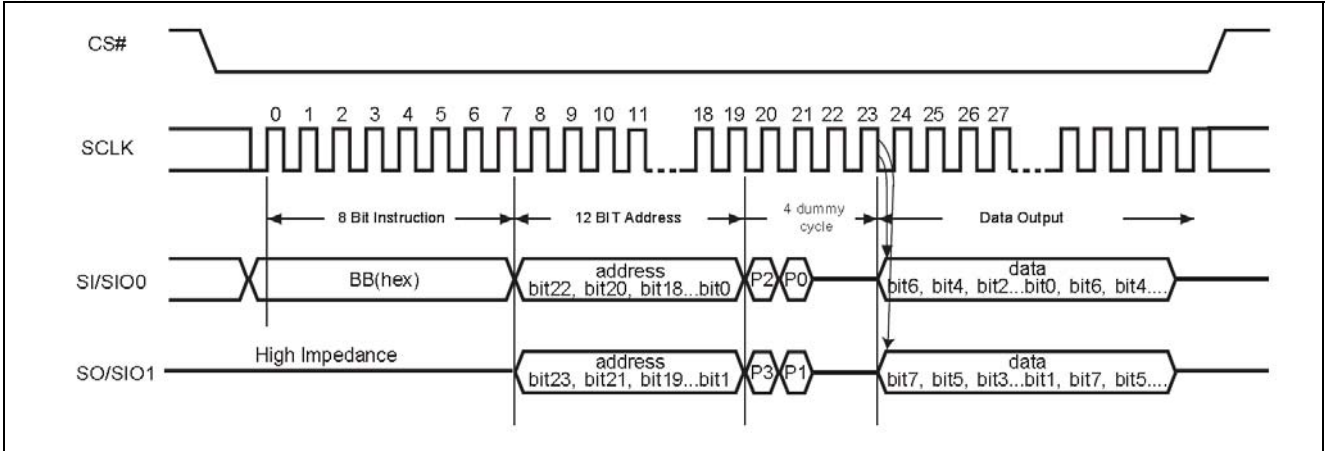 CS#
0 1 2 3 4 5 6 7 8 9 10 11 18 19 20 21 22 23 24 25 26 27
SCLK
8 Bit Instruction
12 BIT Address
4 dummy
cycle
Data Output
SI/SIO0
BB(hex)
address
bit22, bit20, bit18...bit0
P2 P0
data
bit6, bit4, bit2...bit0, bit6, bit4....
High Impedance
SO/SIO1
address
bit23, bit21, bit19...bit1
P3 P1
data
bit7, bit5, bit3...bit1, bit7, bit5....